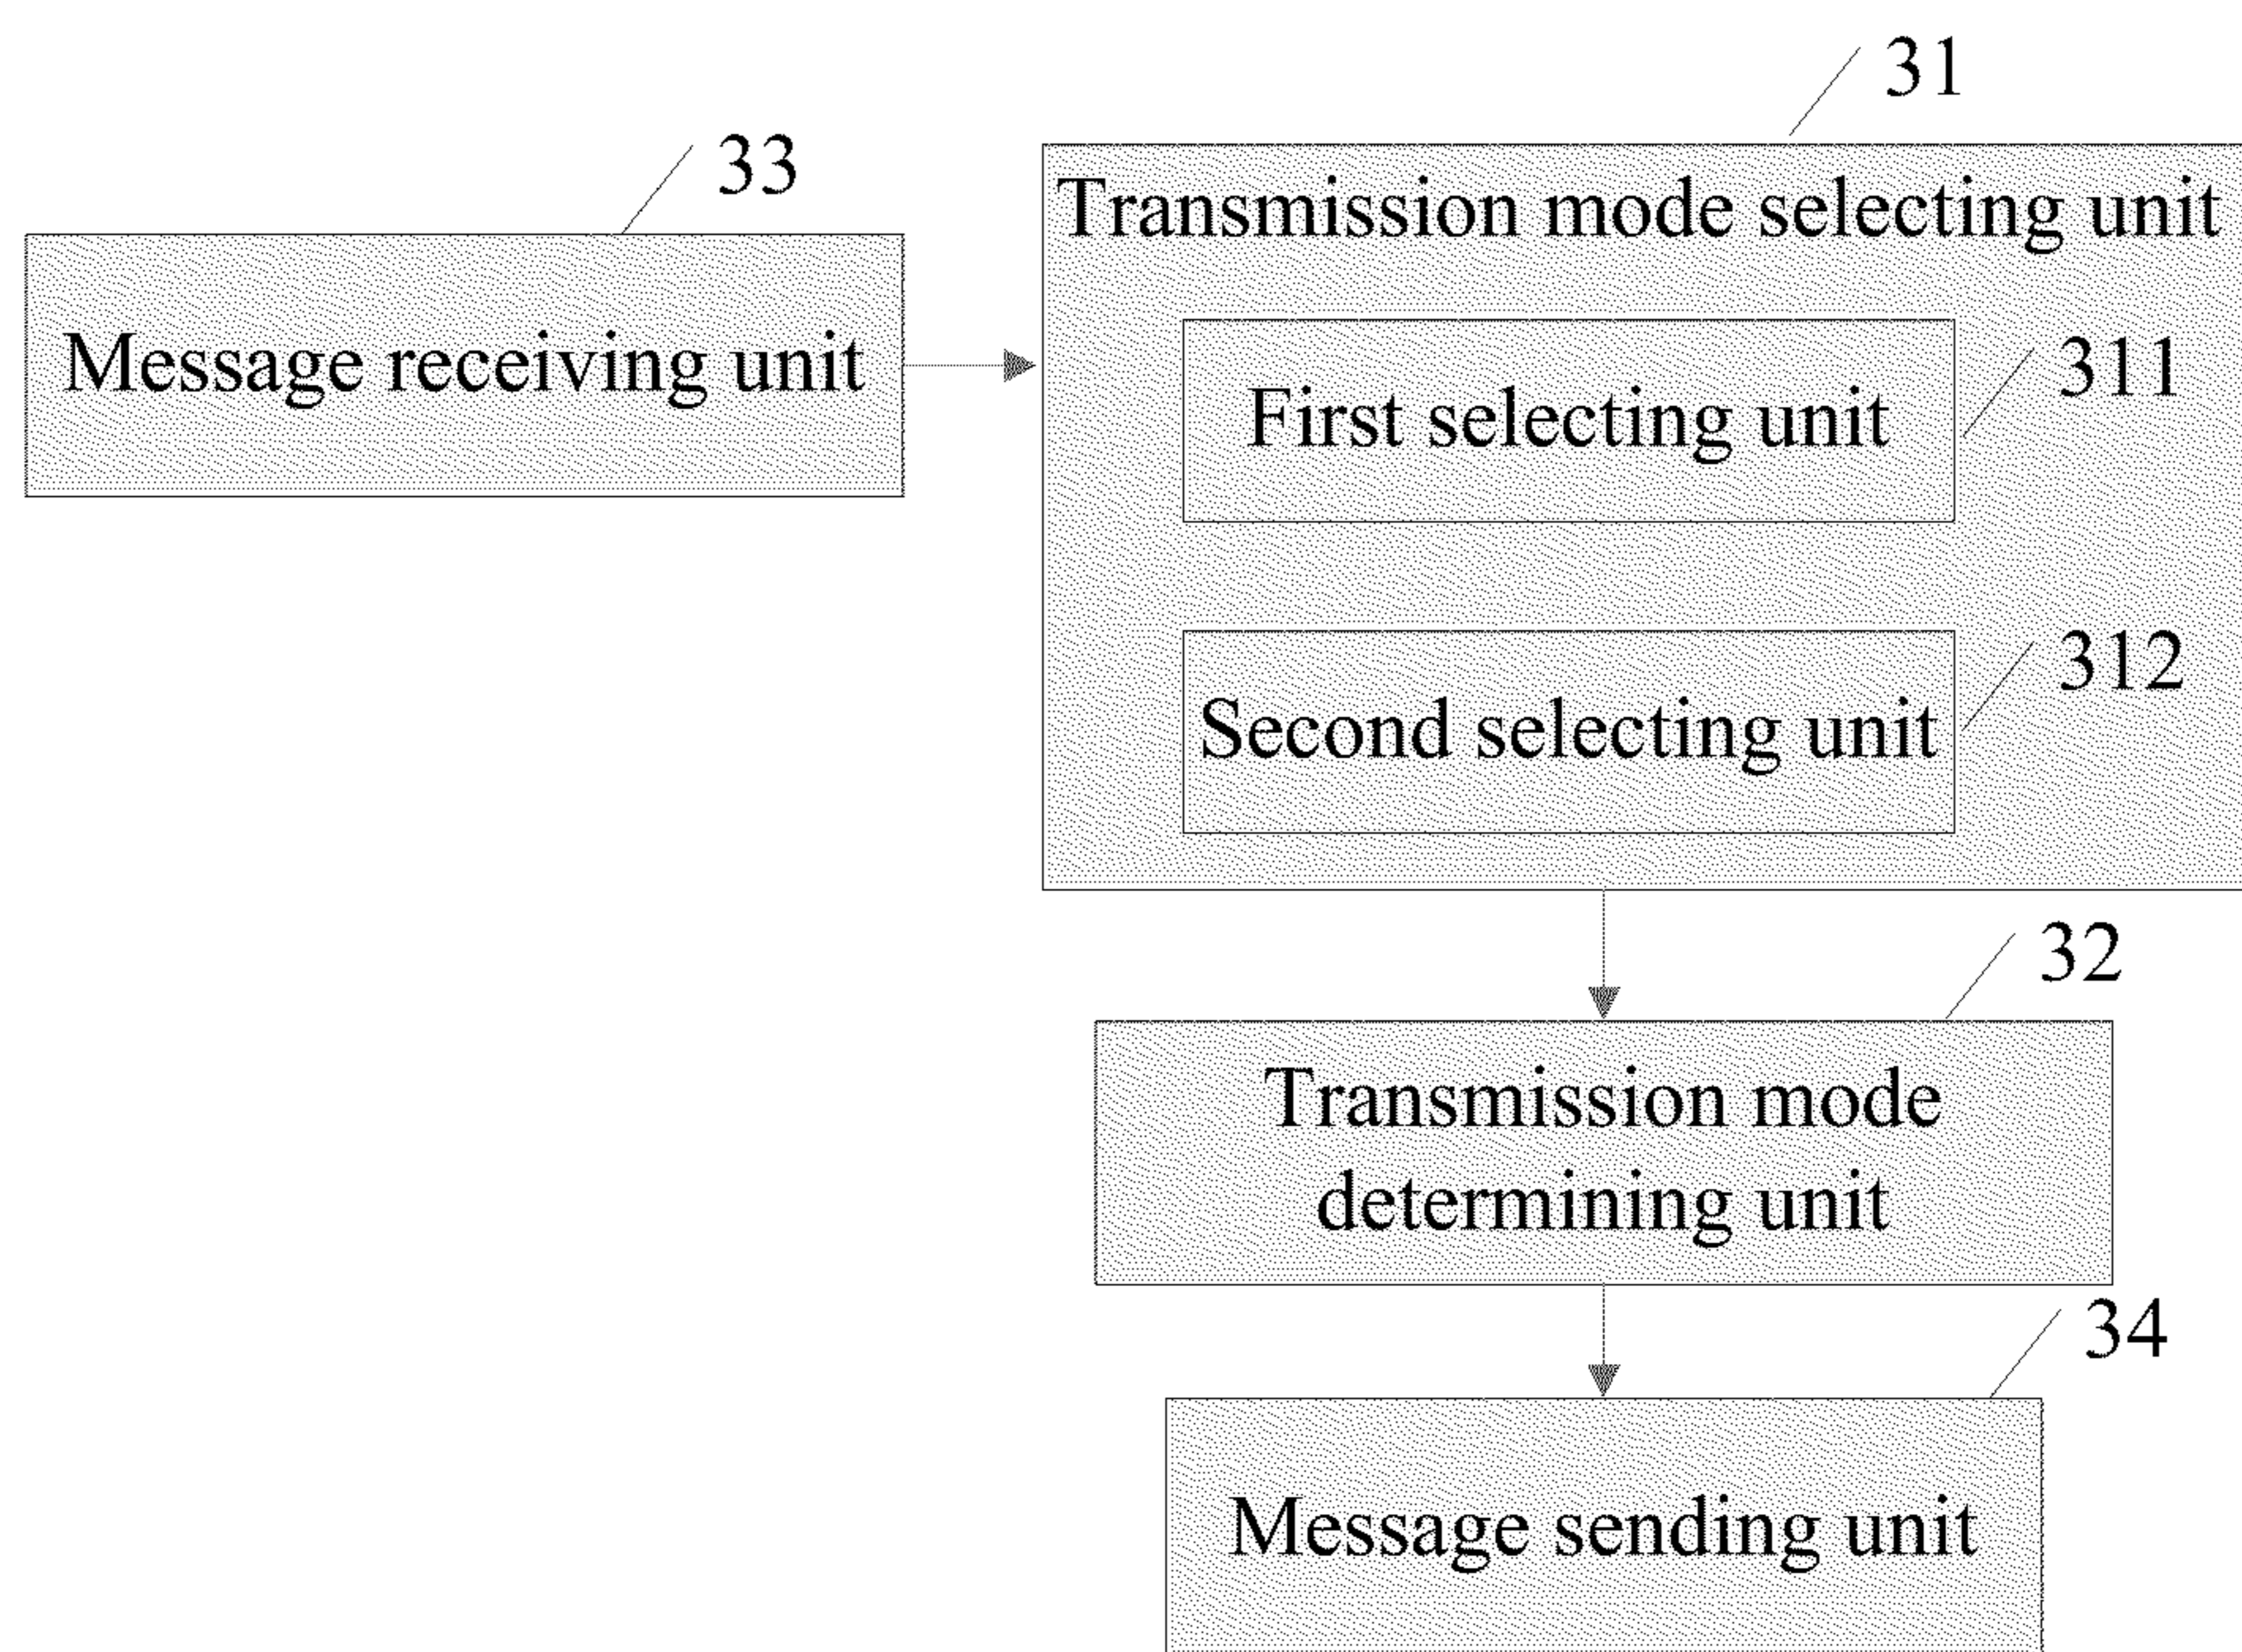 31
33
Transmission mode selecting unit
Message receiving unit
311
First selecting unit
312
Second selecting unit
32
Transmission mode
determining unit
34
Message sending unit